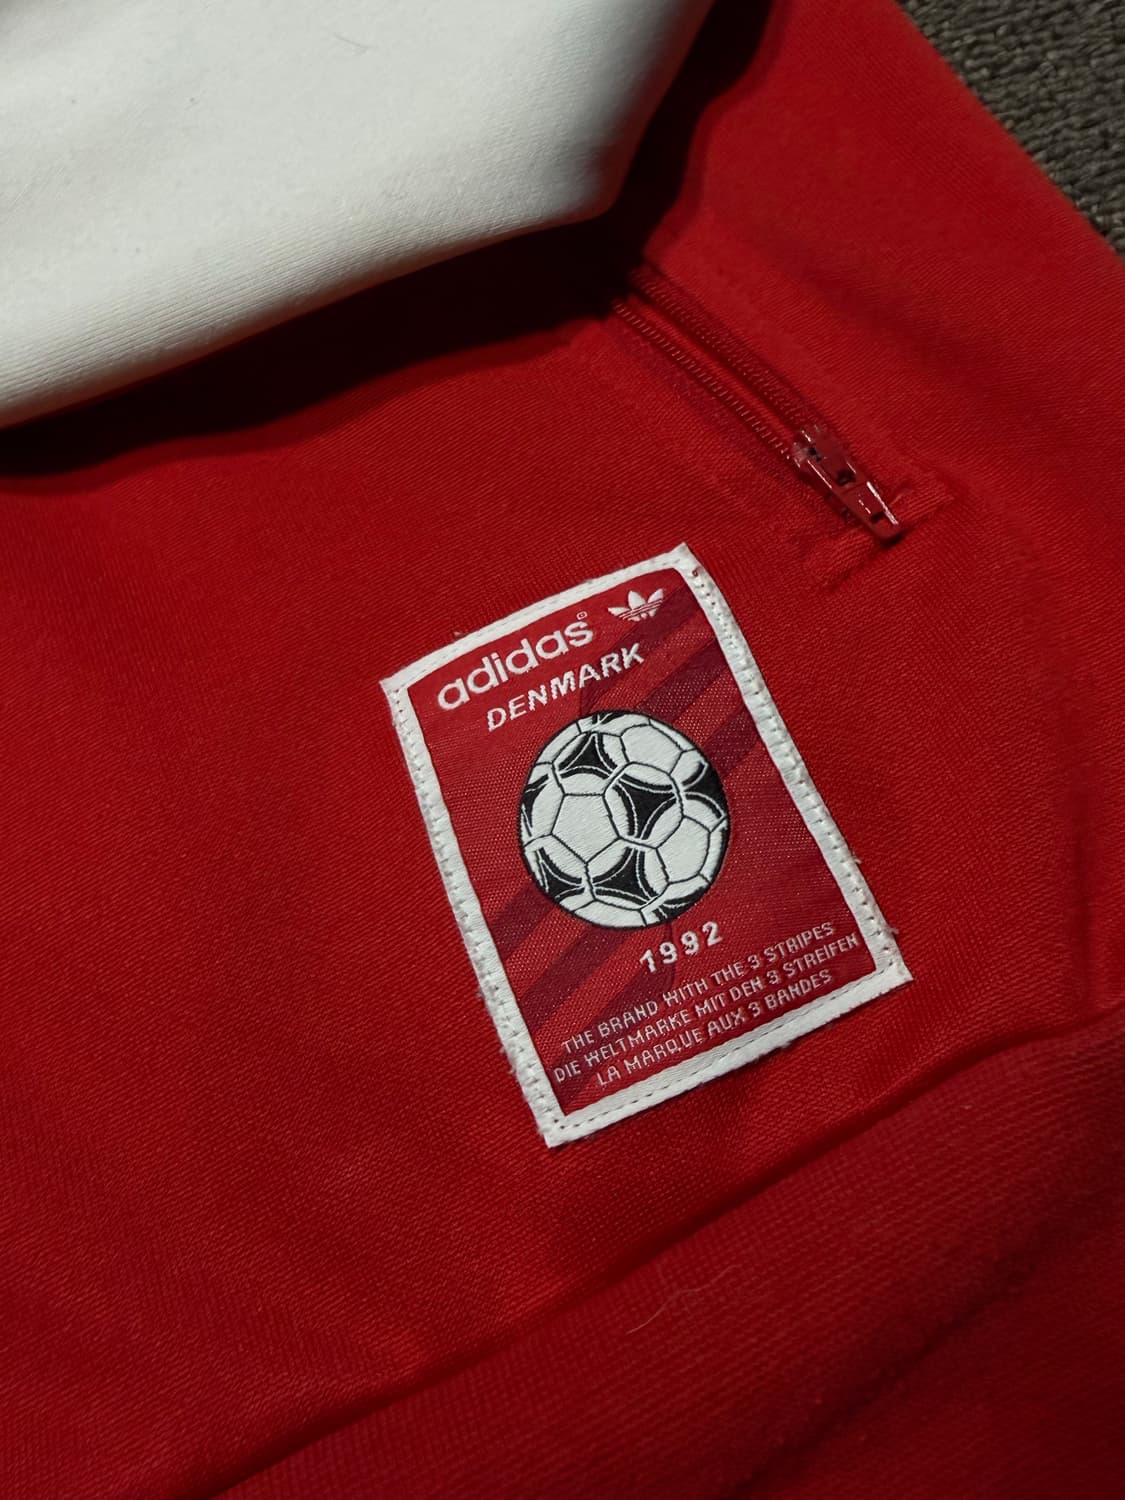 adidas®
DENMARK
1992
THE BRAND WITH THE 3 STRIPES
DIE WELTMARKE MIT DEN 3 STREIFEN
LA MARQUE AUX 3 BANDES